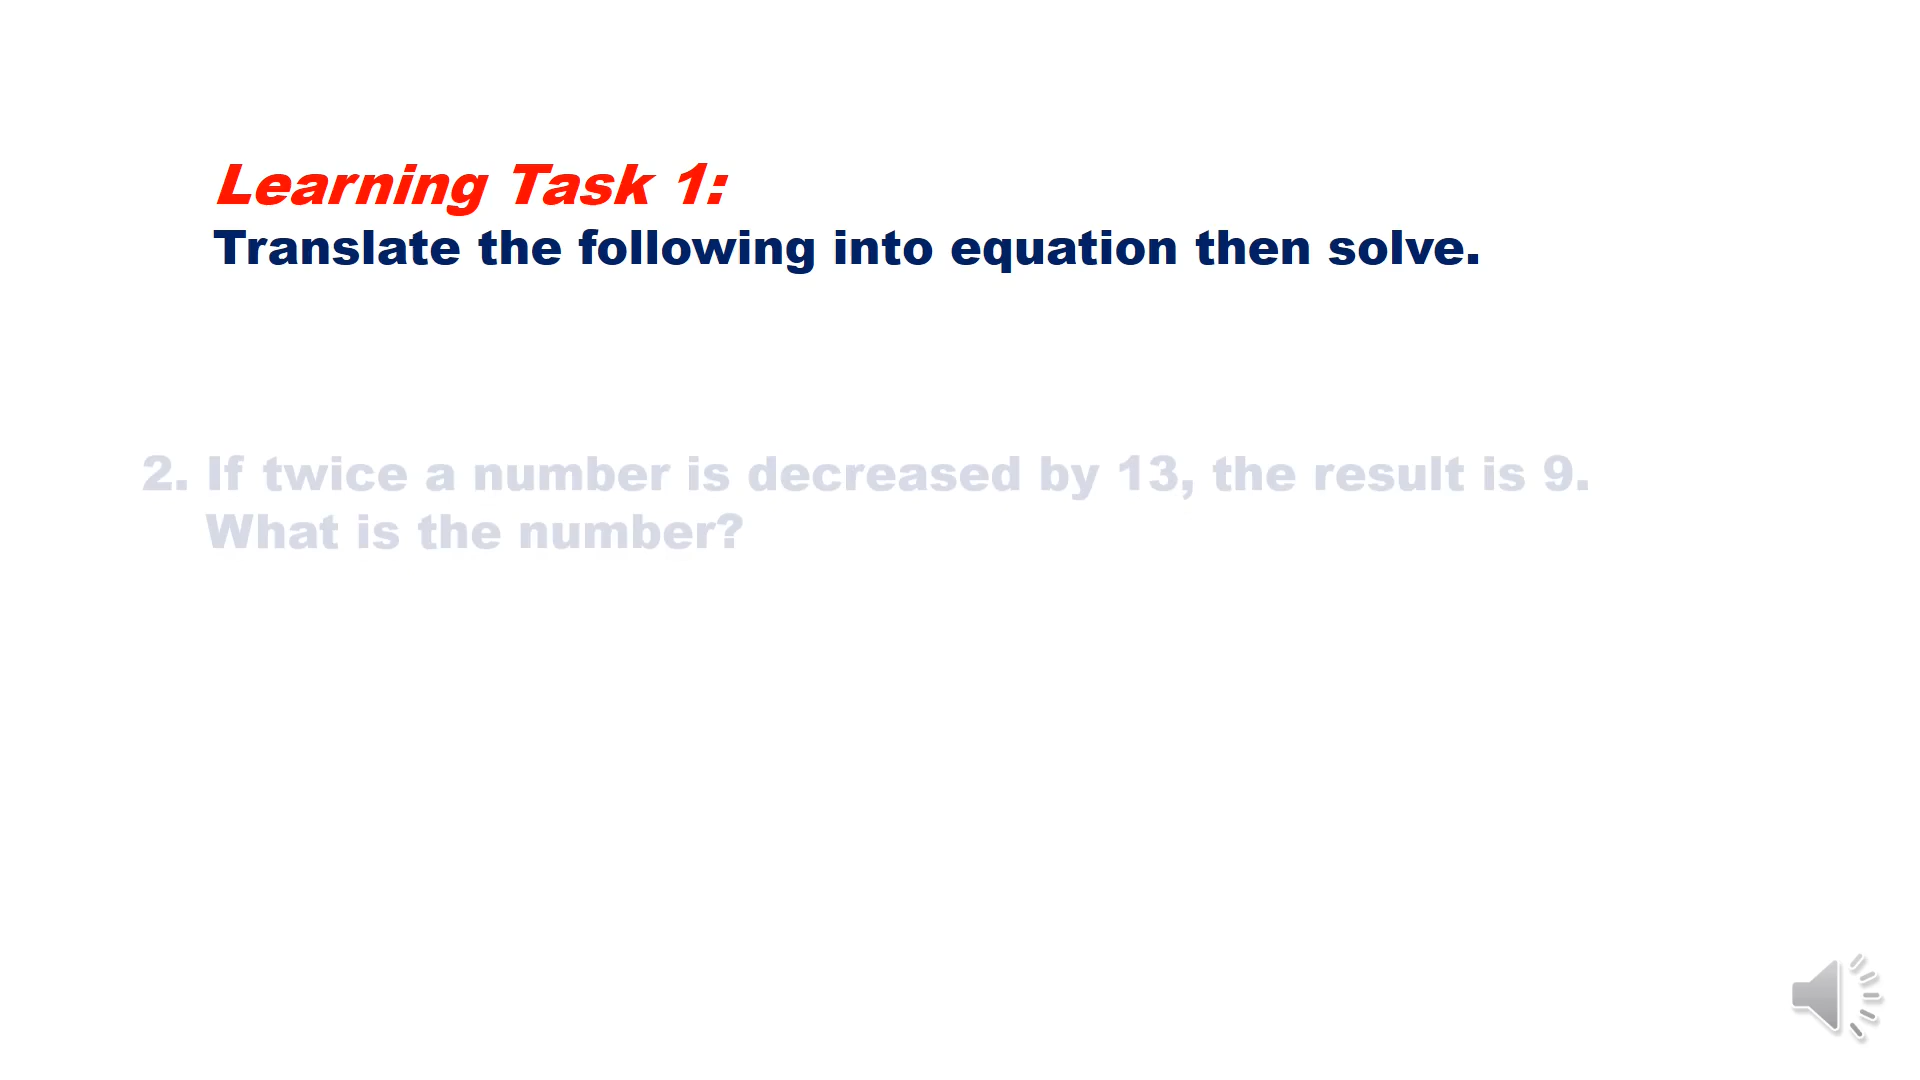 Learning Task 1:
Translate the following into equation then solve.
2. If twice a number is decreased by 13, the result is 9.
What is the number?